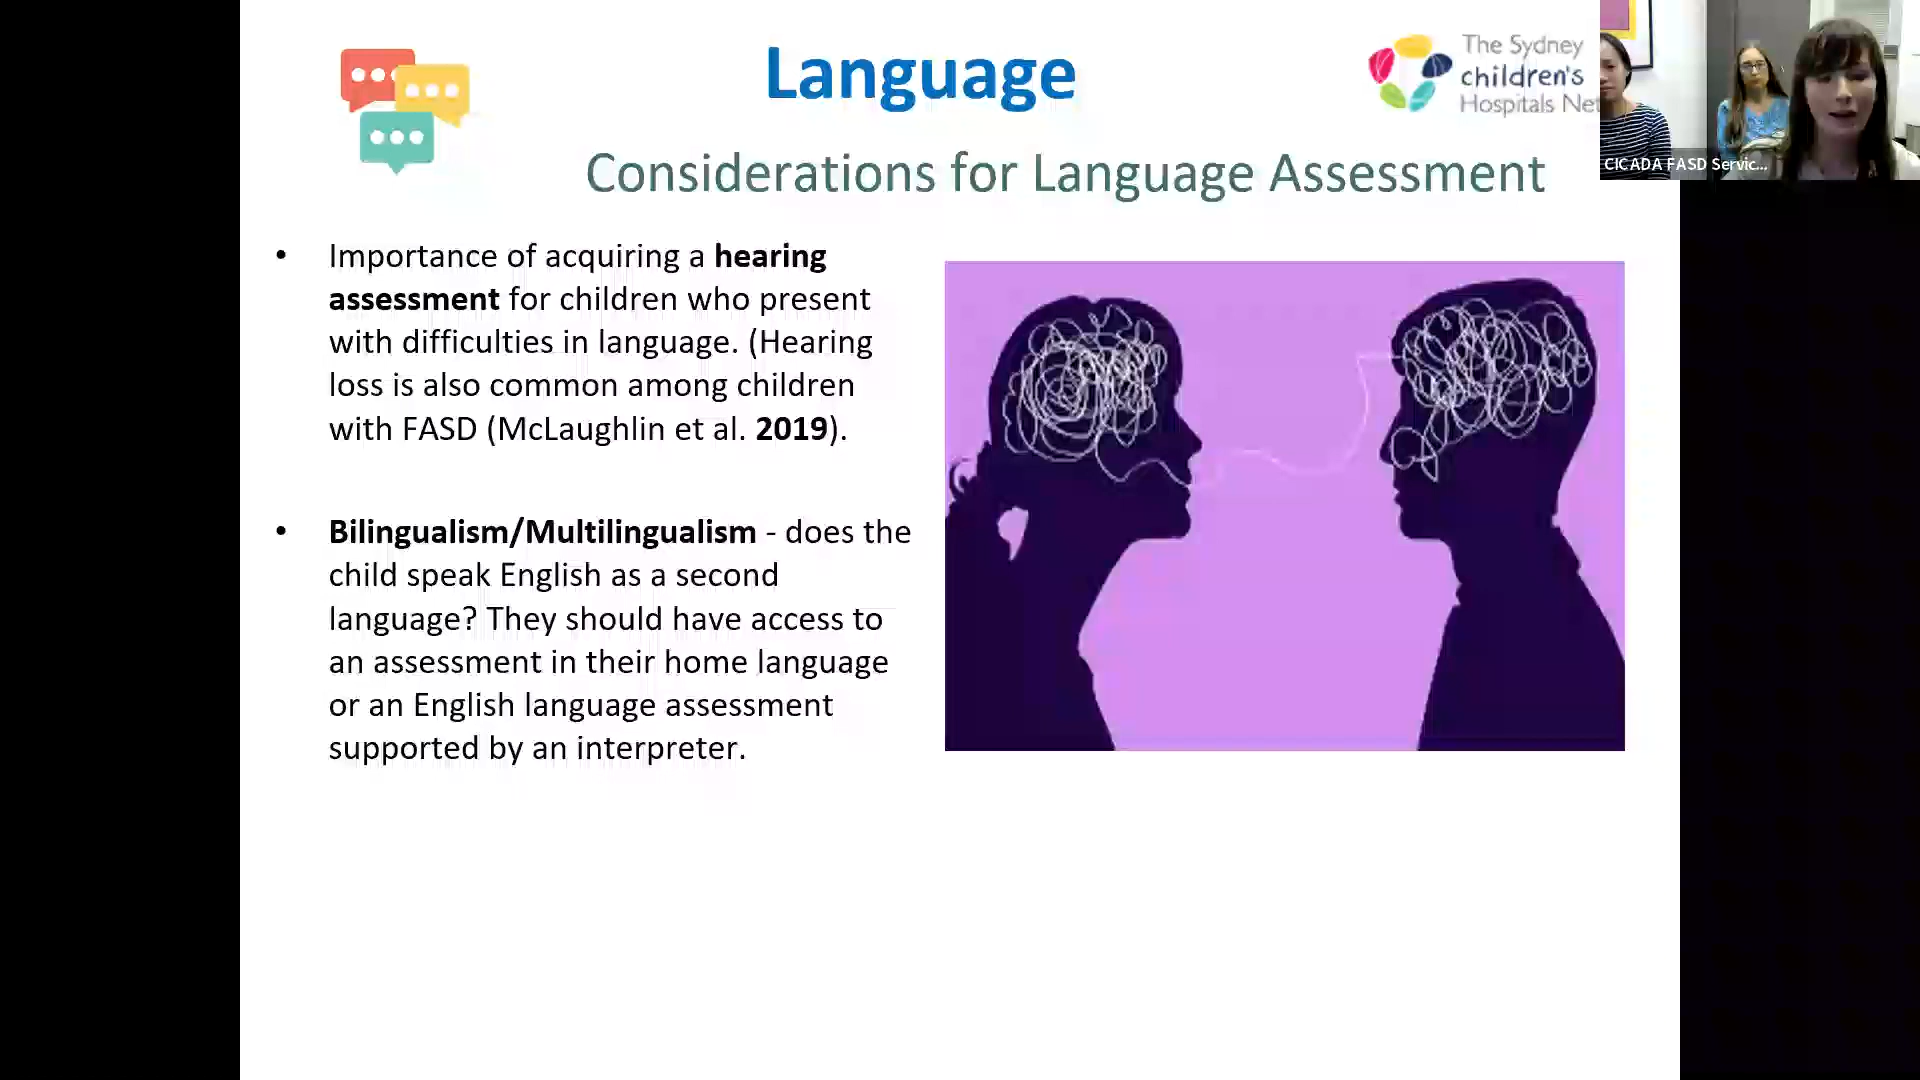 Language
The Sydney
children's
Hospitals Net
CICADA FASD Servic...
Considerations for Language Assessment
• Importance of acquiring a hearing
assessment for children who present
with difficulties in language. (Hearing
loss is also common among children
with FASD (McLaughlin et al. 2019).
• Bilingualism/Multilingualism - does the
child speak English as a second
language? They should have access to
an assessment in their home language
or an English language assessment
supported by an interpreter.